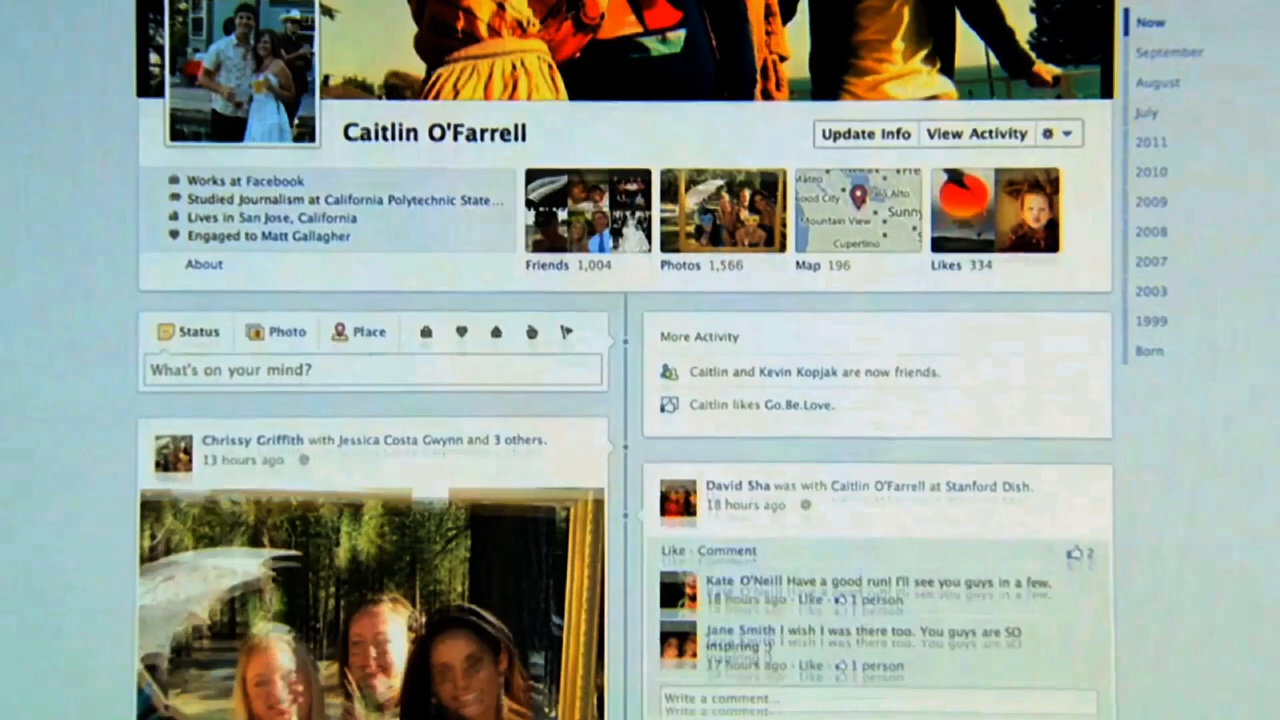 Caitlin O'Farrell
Update Info
View Activity
Works at Facebook
Studied Journalism at California Polytechnic State...
Lives in San Jose, California
Engaged to Matt Gallagher
About
Friends 1,004
Photos 1,566
Mateo
ood City
Alto
Mountain View
Sunny
Cupertino
Map 196
Likes 334
Now
September
August
July
2011
2010
2009
2008
2007
2003
1999
Born
Status
Photo
Place
What's on your mind?
Chrissy Griffith with Jessica Costa Gwynn and 3 others.
13 hours ago
More Activity
Caitlin and Kevin Kopjak are now friends.
Caitlin likes Go.Be.Love.
David Sha was with Caitlin O'Farrell at Stanford Dish.
18 hours ago
Like · Comment
2
Kate O'Neill Have a good run! I'll see you guys in a few.
18 hours ago · Like · 1 person
Jane Smith I wish I was there too. You guys are SO
inspiring :)
17 hours ago · Like · 1 person
Write a comment...